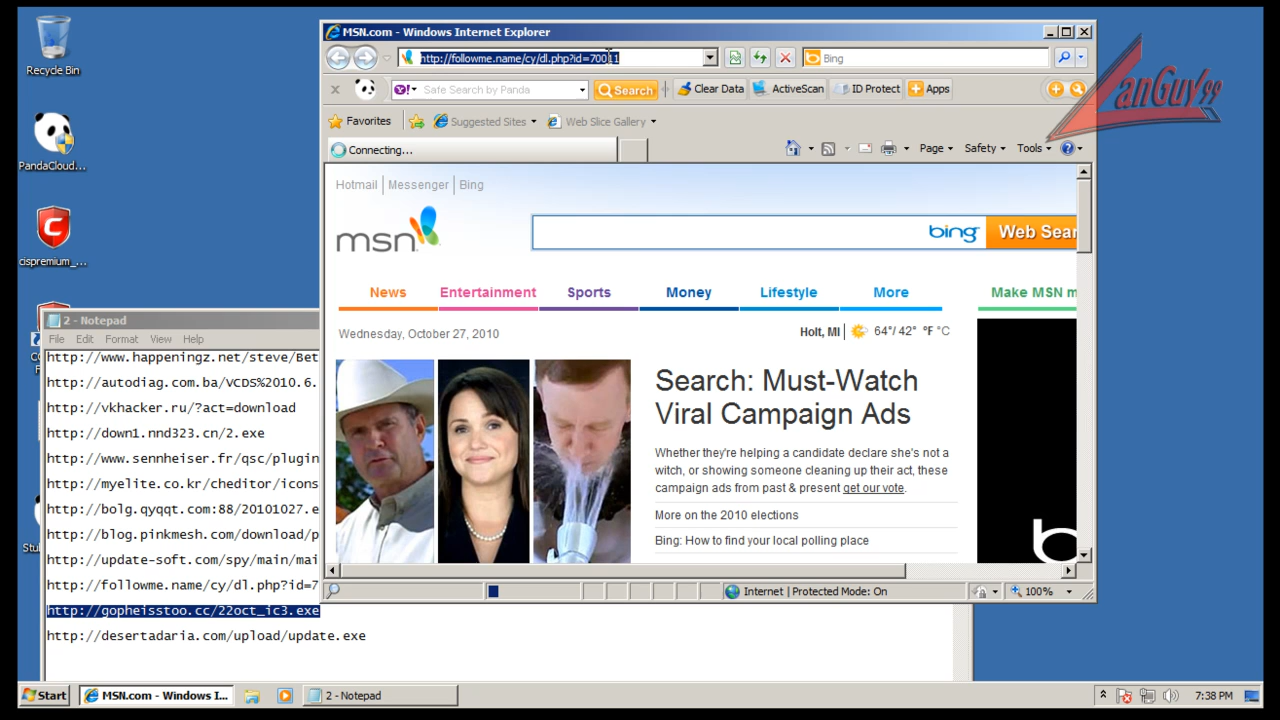 Recycle Bin
PandaCloud...
cispremium_...
MSN.com - Windows Internet Explorer
http://followme.name/cy/dl.php?id=70011
Bing
Y! Safe Search by Panda
Search
Clear Data
ActiveScan
ID Protect
Apps
anGuy99
Favorites
Suggested Sites
Web Slice Gallery
Connecting...
Page
Safety
Tools
Hotmail
Messenger
Bing
msn
bing
Web Sear
News
Entertainment
Sports
Money
Lifestyle
More
Make MSN m
Wednesday, October 27, 2010
Holt, MI
64°/ 42° °F °C
Search: Must-Watch
Viral Campaign Ads
Whether they're helping a candidate declare she's not a
witch, or showing someone cleaning up their act, these
campaign ads from past & present get our vote.
More on the 2010 elections
Bing: How to find your local polling place
b
Internet | Protected Mode: On
100%
2 - Notepad
File Edit Format View Help
http://www.happeningz.net/steve/Bet
http://autodiag.com.ba/VCDS%2010.6.
http://vkhacker.ru/?act=download
http://down1.nnd323.cn/2.exe
http://www.sennheiser.fr/qsc/plugin
http://myelite.co.kr/cheditor/icons
http://bolg.qyqqt.com:88/20101027.e
http://blog.pinkmesh.com/download/p
http://update-soft.com/spy/main/mai
http://followme.name/cy/dl.php?id=7
http://gopheisstoo.cc/22oct_ic3.exe
http://desertadaria.com/upload/update.exe
Start
MSN.com - Windows I...
2 - Notepad
7:38 PM